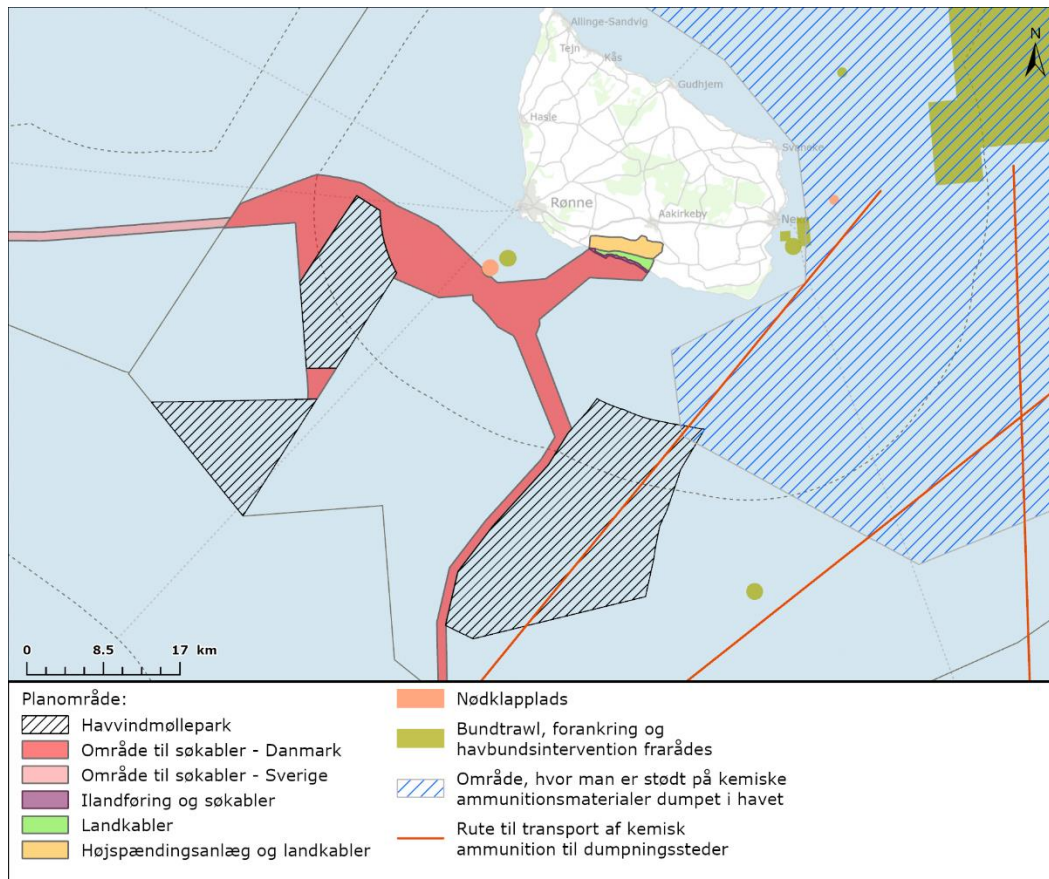 Allinge-Sandvig
Tejn
Kås
Gudhjem
Hasle
Svaneke
Rønne
Aakirkeby
N
0 8.5 17 km
Planområde:
Havvindmøllepark
Område til søkabler - Danmark
Område til søkabler - Sverige
Ilandføring og søkabler
Landkabler
Højspændingsanlæg og landkabler
Nødklapplads
Bundtrawl, forankring og
havbundsintervention frarådes
Område, hvor man er stødt på kemiske
ammunitionsmaterialer dumpet i havet
Rute til transport af kemisk
ammunition til dumpningssteder